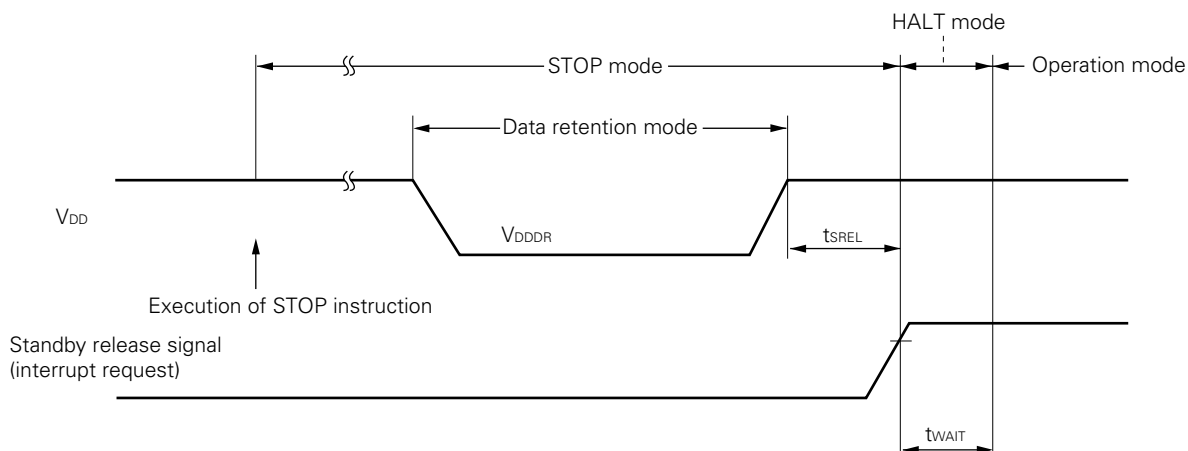 HALT mode
STOP mode
Operation mode
Data retention mode
VDD
VDDDR
tSREL
Execution of STOP instruction
Standby release signal
(interrupt request)
tWAIT